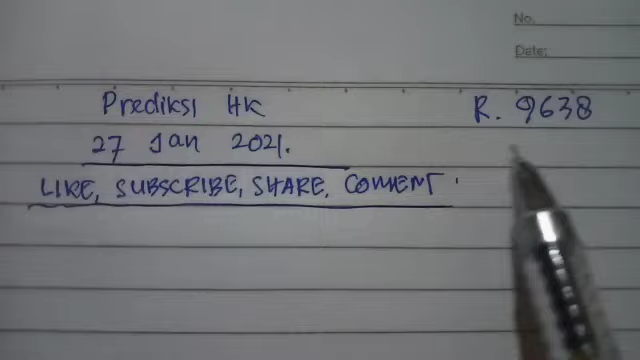 No.
Date:
Prediksi HK
R. 9638
27 Jan 2021.
LIKE, SUBSCRIBE, SHARE, COMMENT.